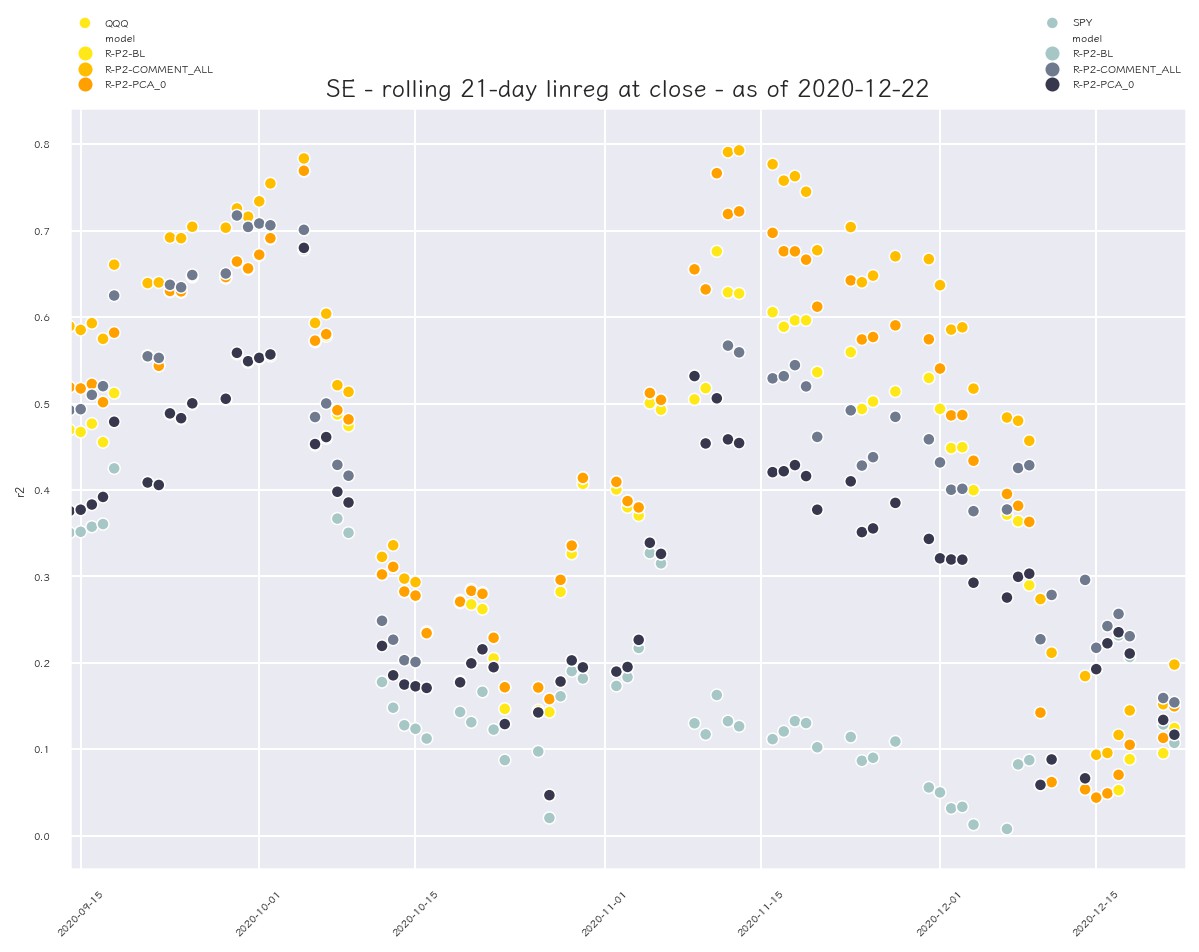 QQQ
model
R-P2-BL
R-P2-COMMENT_ALL
R-P2-PCA_0
SPY
model
R-P2-BL
R-P2-COMMENT_ALL
R-P2-PCA_0
SE - rolling 21-day linreg at close - as of 2020-12-22
0.8
0.7
0.6
0.5
0.4
0.3
0.2
0.1
0.0
r2
2020-09-15
2020-10-01
2020-10-15
2020-11-01
2020-11-15
2020-12-01
2020-12-15